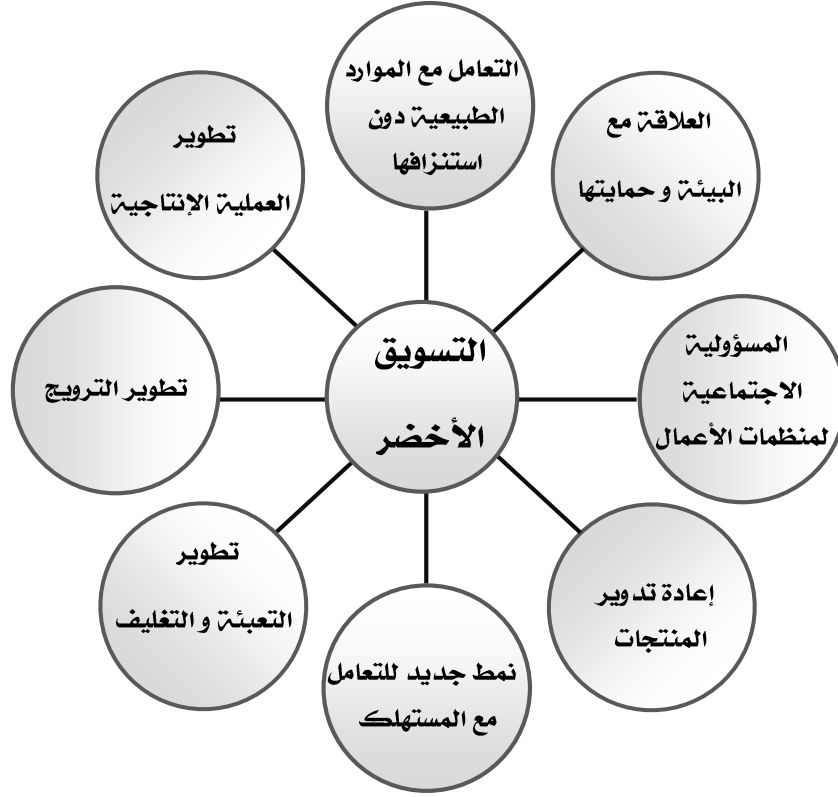 التعامل مع الموارد
الطبيعية دون
استنزافها
العلاقة مع
البيئة و حمايتها
المسؤولية
الاجتماعية
لمنظمات الأعمال
إعادة تدوير
المنتجات
نمط جديد للتعامل
مع المستهلك
تطوير
التعبئة و التغليف
تطوير الترويج
تطوير
العملية الإنتاجية
التسويق
الأخضر